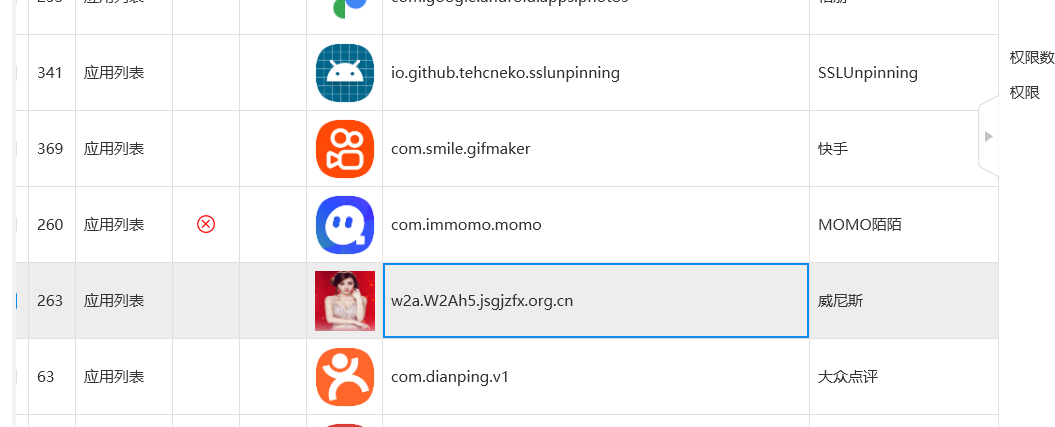 341 应用列表 io.github.tehcneko.sslunpinning SSLUnpinning
权限数
权限
369 应用列表 com.smile.gifmaker 快手
260 应用列表 com.immomo.momo MOMO陌陌
263 应用列表 w2a.W2Ah5.jsgjzfx.org.cn 威尼斯
63 应用列表 com.dianping.v1 大众点评